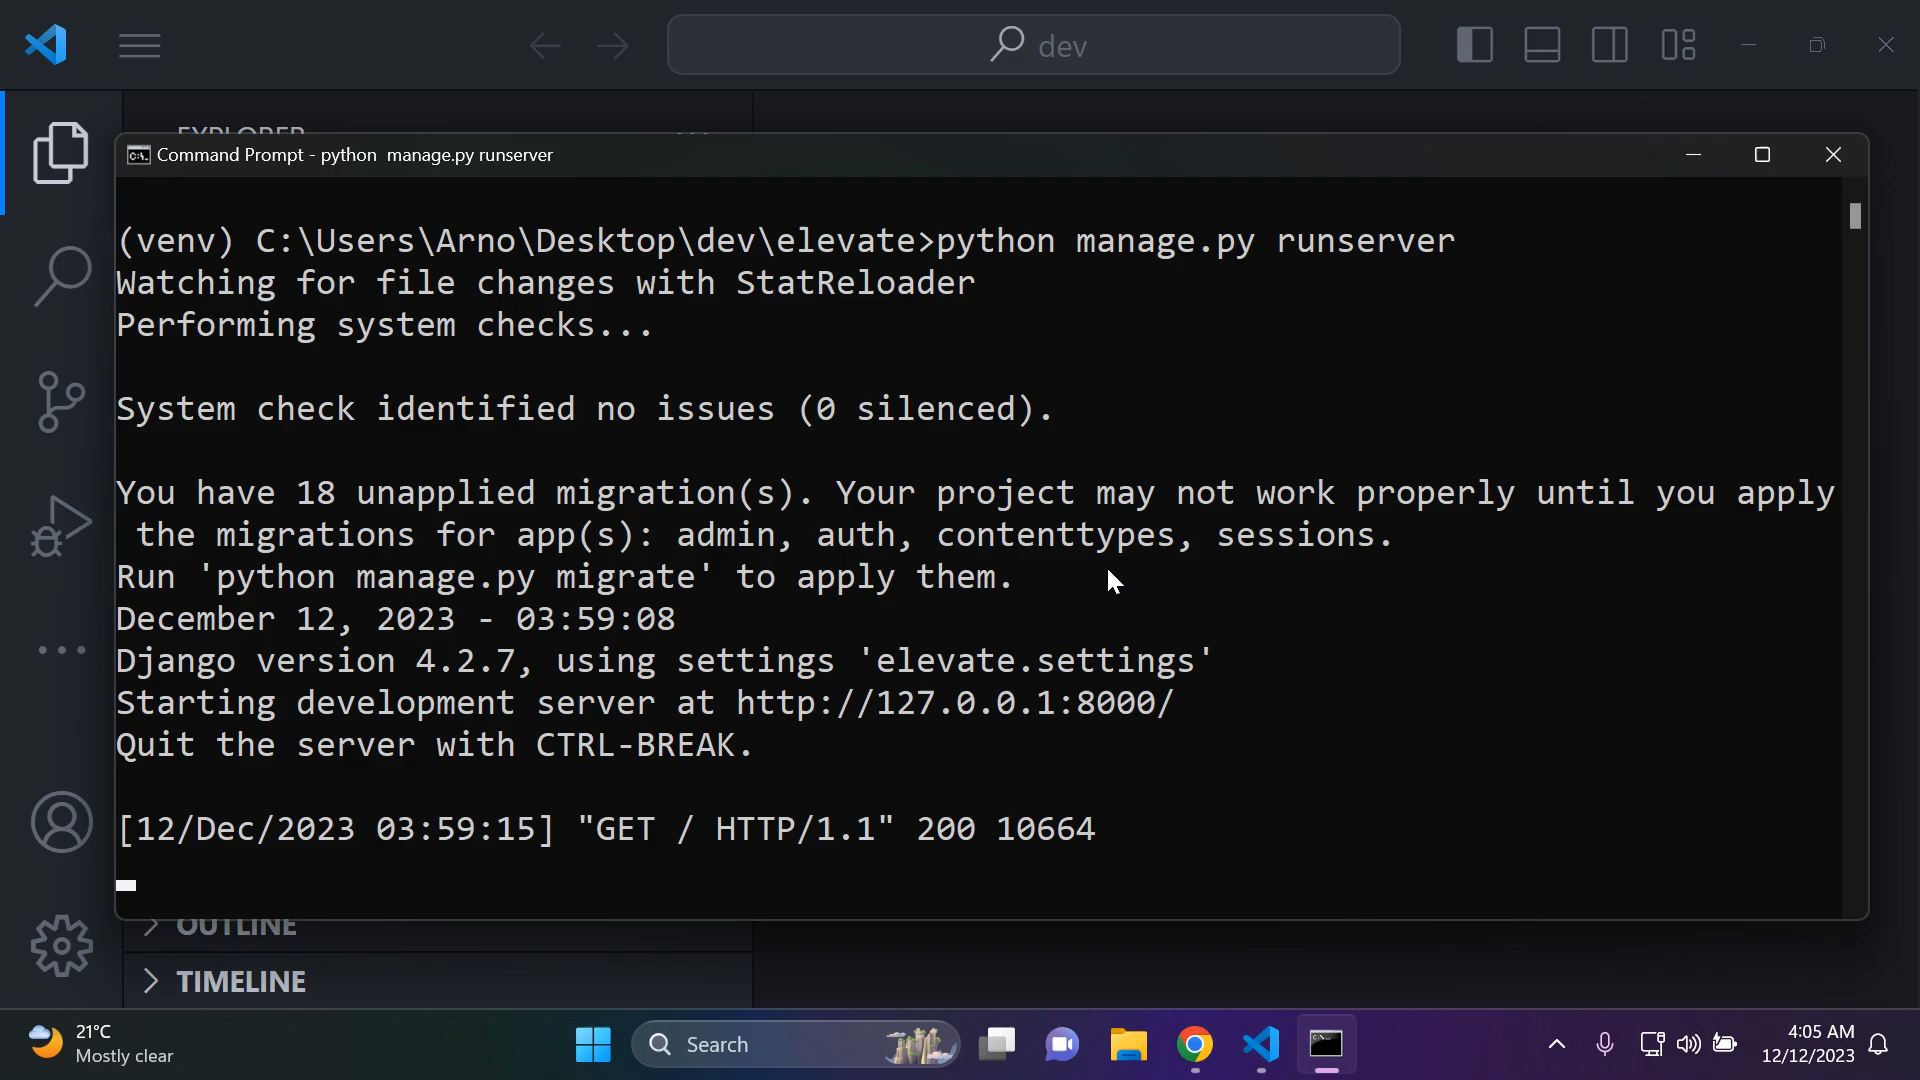 dev
EXPLORER
Command Prompt - python  manage.py runserver
(venv) C:\Users\Arno\Desktop\dev\elevate>python manage.py runserver
Watching for file changes with StatReloader
Performing system checks...
System check identified no issues (0 silenced).
You have 18 unapplied migration(s). Your project may not work properly until you apply
the migrations for app(s): admin, auth, contenttypes, sessions.
Run 'python manage.py migrate' to apply them.
December 12, 2023 - 03:59:08
Django version 4.2.7, using settings 'elevate.settings'
Starting development server at http://127.0.0.1:8000/
Quit the server with CTRL-BREAK.
[12/Dec/2023 03:59:15] "GET / HTTP/1.1" 200 10664
OUTLINE
TIMELINE
21°C
Mostly clear
Search
4:05 AM
12/12/2023